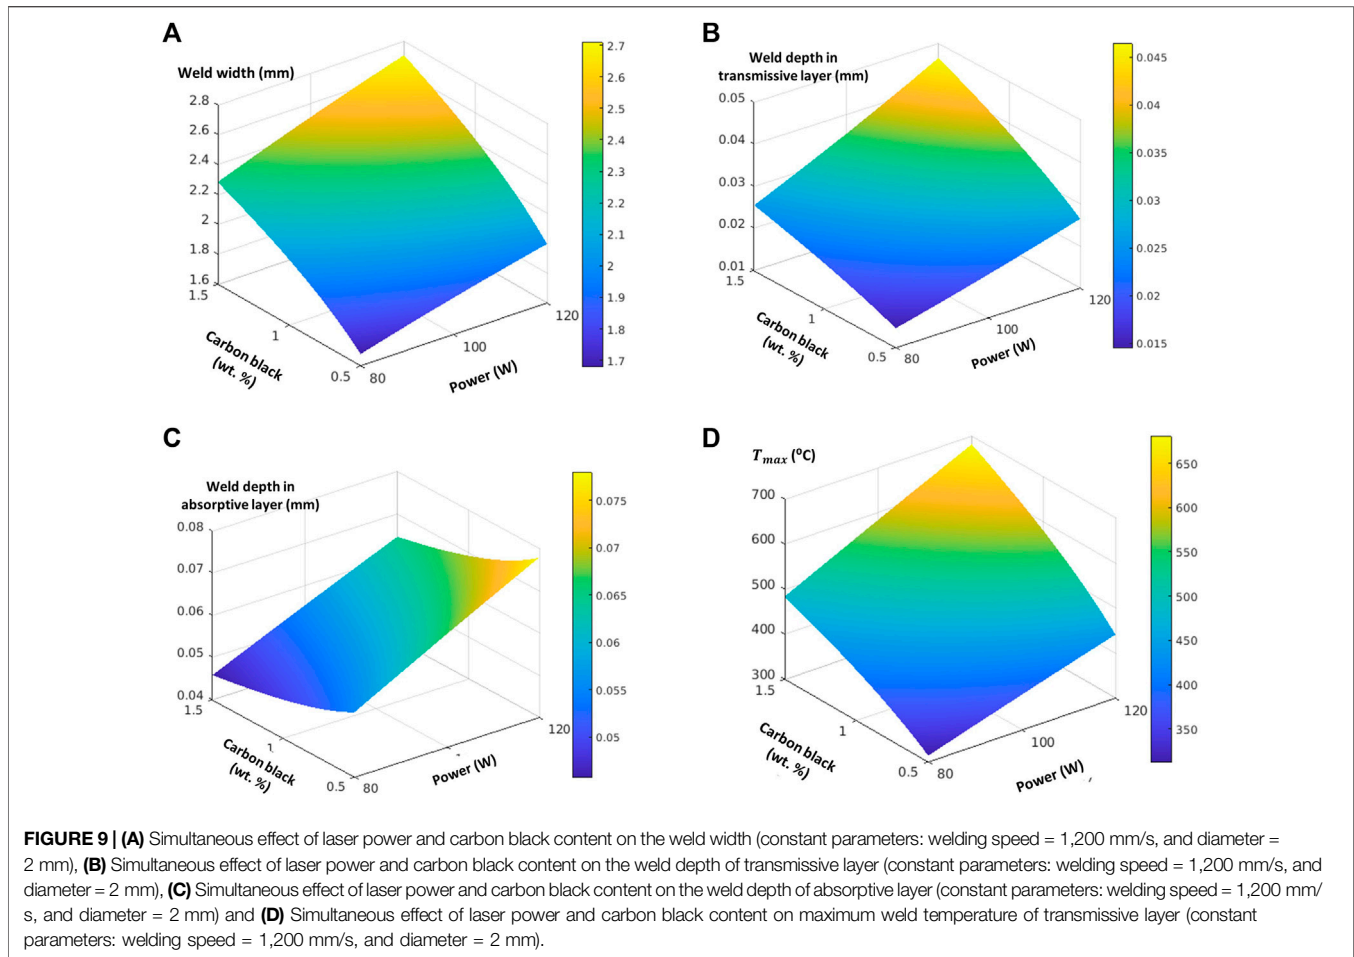 A
Weld width (mm)
2.8
2.6
2.4
2.2
2
1.8
1.6
1.5
1
0.5
Carbon black
(wt. %)
80
100
120
Power (W)
2.7
2.6
2.5
2.4
2.3
2.2
2.1
2
1.9
1.8
1.7
B
Weld depth in
transmissive layer (mm)
0.05
0.04
0.03
0.02
0.01
1.5
1
0.5
Carbon black
(wt. %)
80
100
120
Power (W)
0.045
0.04
0.035
0.03
0.025
0.02
0.015
C
Weld depth in
absorptive layer (mm)
0.08
0.07
0.06
0.05
0.04
1.5
1
0.5
Carbon black
(wt. %)
80
120
Power (W)
0.075
0.07
0.065
0.06
0.055
0.05
D
Tmax (°C)
700
600
500
400
300
1.5
1
0.5
Carbon black
(wt. %)
80
100
120
Power (W)
650
600
550
500
450
400
350
FIGURE 9 | (A) Simultaneous effect of laser power and carbon black content on the weld width (constant parameters: welding speed = 1,200 mm/s, and diameter =
2 mm), (B) Simultaneous effect of laser power and carbon black content on the weld depth of transmissive layer (constant parameters: welding speed = 1,200 mm/s, and
diameter = 2 mm), (C) Simultaneous effect of laser power and carbon black content on the weld depth of absorptive layer (constant parameters: welding speed = 1,200 mm/
s, and diameter = 2 mm) and (D) Simultaneous effect of laser power and carbon black content on maximum weld temperature of transmissive layer (constant
parameters: welding speed = 1,200 mm/s, and diameter = 2 mm).